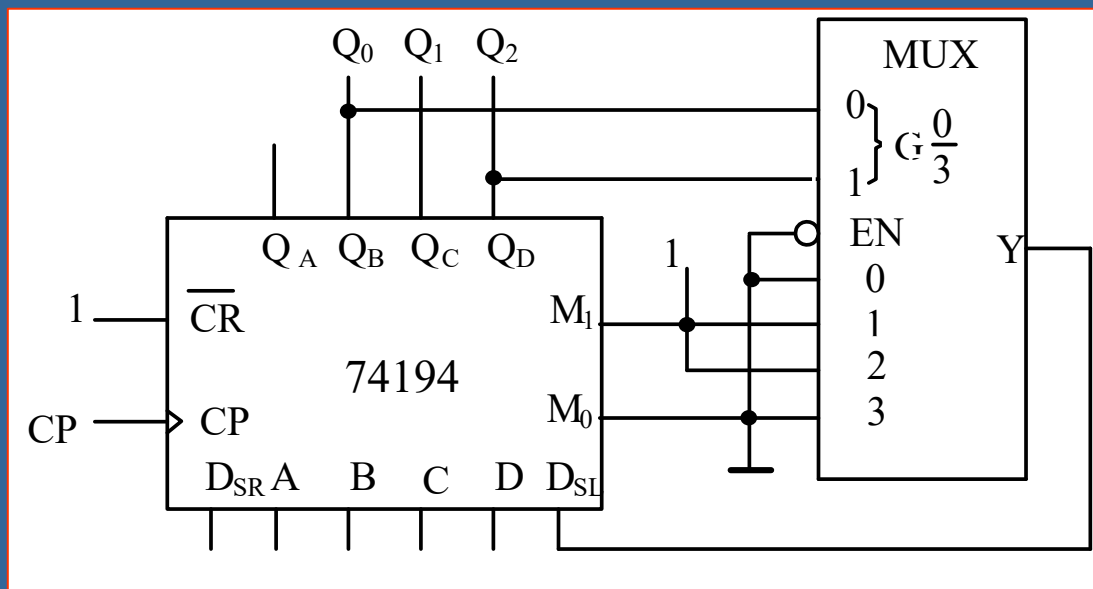 Q0 Q1 Q2
MUX
0
1
G 0/3
EN
0
1
2
3
Y
QA QB QC QD
1
1
CR
M1
74194
M0
CP
CP
DSR A B C D DSL